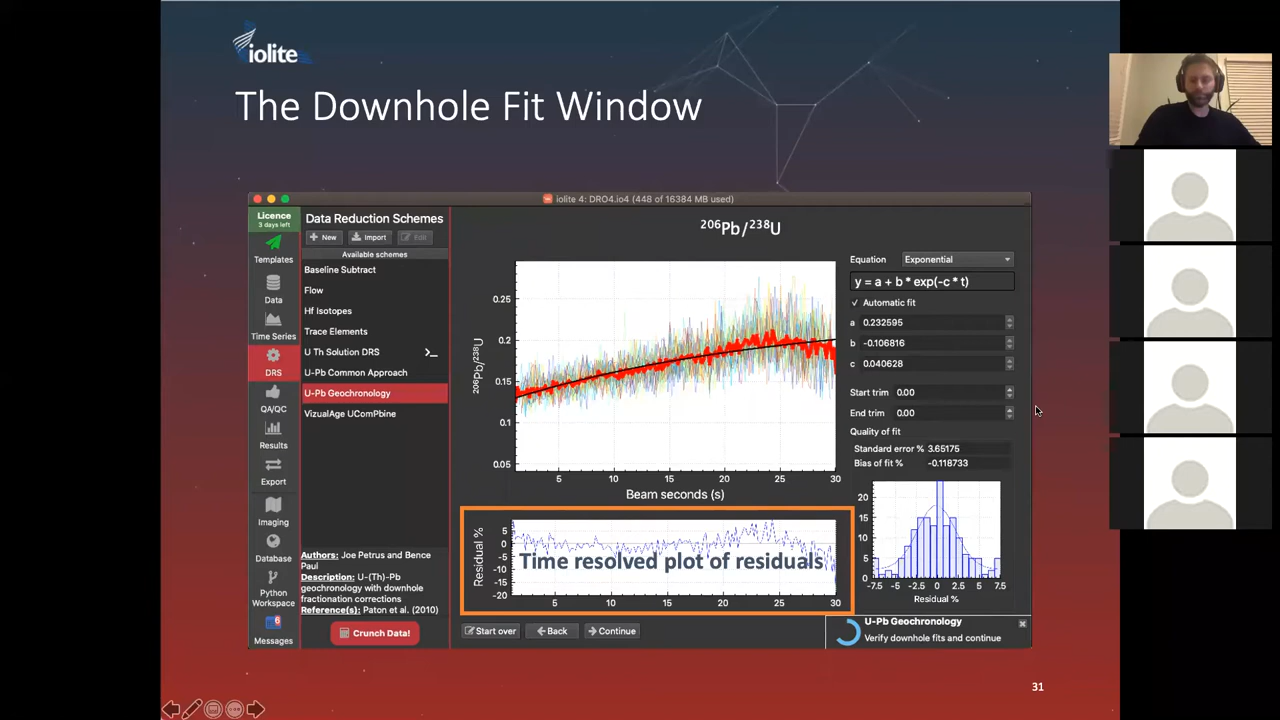 iolite
The Downhole Fit Window
iolite 4: DRO4.io4 (448 of 16384 MB used)
Licence
3 days left
Templates
Data
Time Series
DRS
QA/QC
Results
Export
Imaging
Database
Python
Workspace
6
Messages
Data Reduction Schemes
New
Import
Edit
Available schemes
Baseline Subtract
Flow
Hf Isotopes
Trace Elements
U Th Solution DRS >_
U-Pb Common Approach
U-Pb Geochronology
VizualAge UComPbine
Authors: Joe Petrus and Bence
Paul
Description: U-(Th)-Pb
geochronology with downhole
fractionation corrections
Reference(s): Paton et al. (2010)
Crunch Data!
²⁰⁶Pb/²³⁸U
²⁰⁶Pb/²³⁸U
0.25
0.2
0.15
0.1
0.05
5 10 15 20 25 30
Beam seconds (s)
Residual %
5
0
-5
-10
-15
-20
Time resolved plot of residuals
5 10 15 20 25 30
Start over
Back
Continue
Equation Exponential
y = a + b * exp(-c * t)
✓ Automatic fit
a 0.232595
b -0.106816
c 0.040628
Start trim 0.00
End trim 0.00
Quality of fit
Standard error % 3.65175
Bias of fit % -0.118733
20
15
10
5
0
-7.5 -5 -2.5 0 2.5 5 7.5
Residual %
U-Pb Geochronology
Verify downhole fits and continue
31